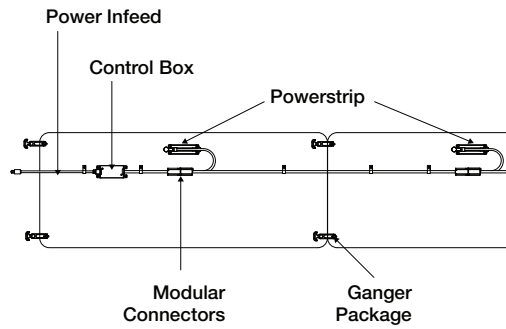 Power Infeed
Control Box
Powerstrip
Modular
Connectors
Ganger
Package